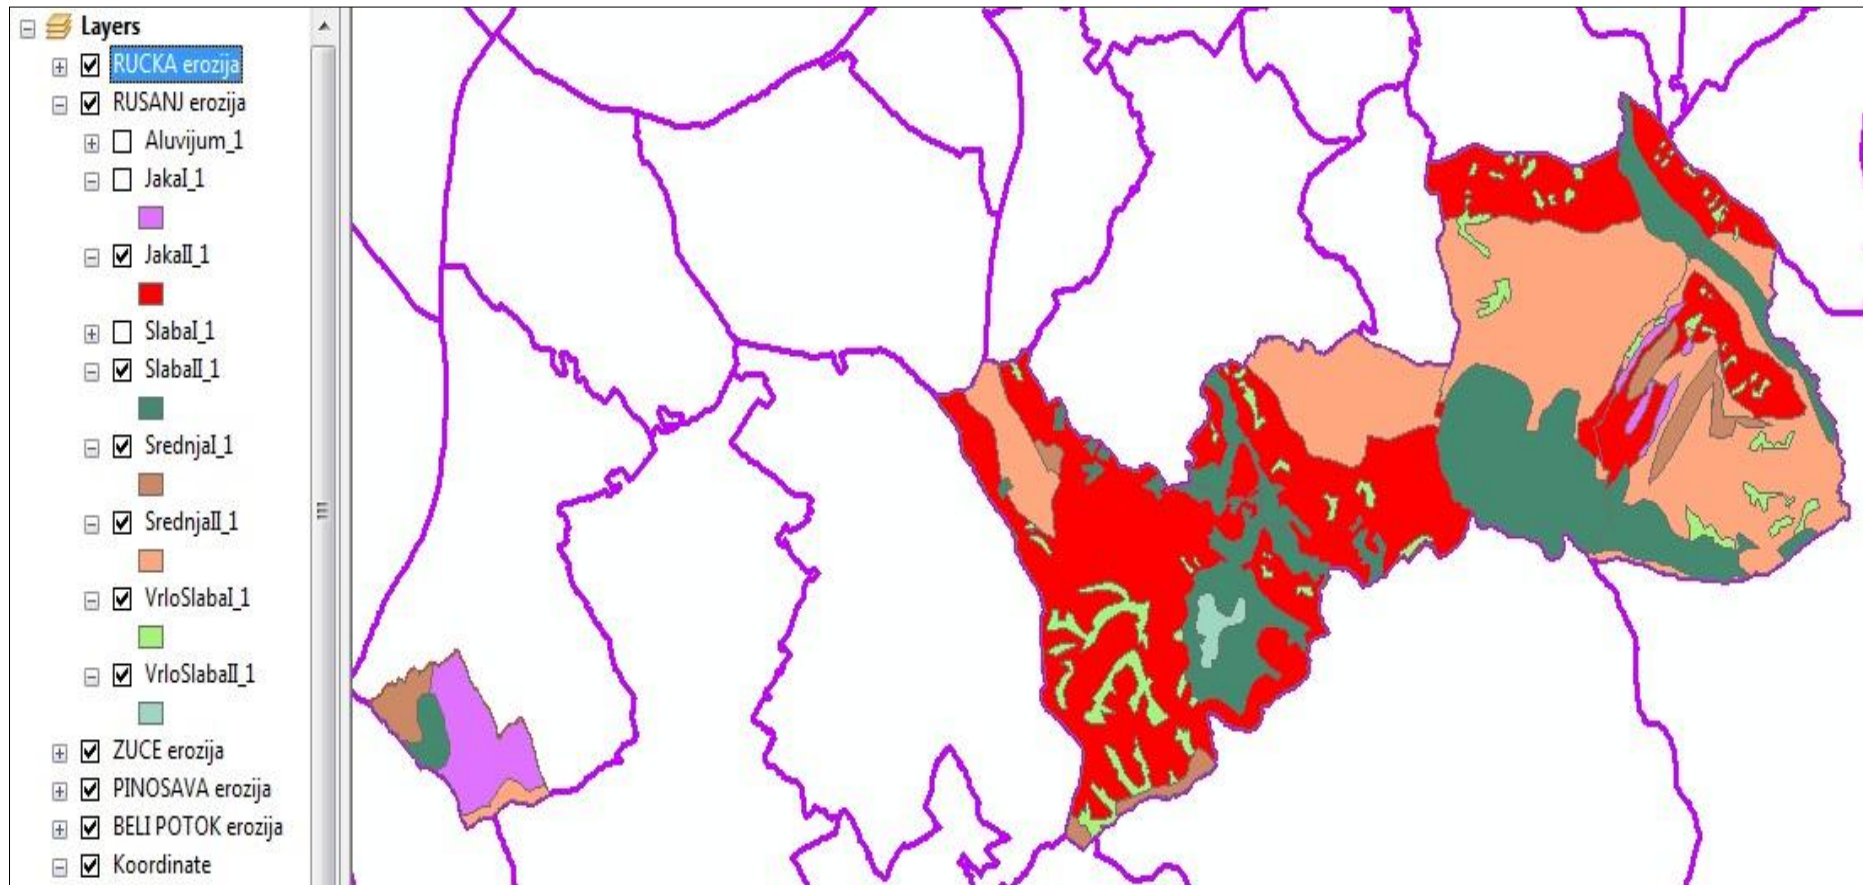 Layers
RUCKA erozija
RUSANJ erozija
Aluvijum_1
JakaI_1
JakaII_1
SlabaI_1
SlabaII_1
SrednjaI_1
SrednjaII_1
VrloSlabaI_1
VrloSlabaII_1
ZUCE erozija
PINOSAVA erozija
BELI POTOK erozija
Koordinate